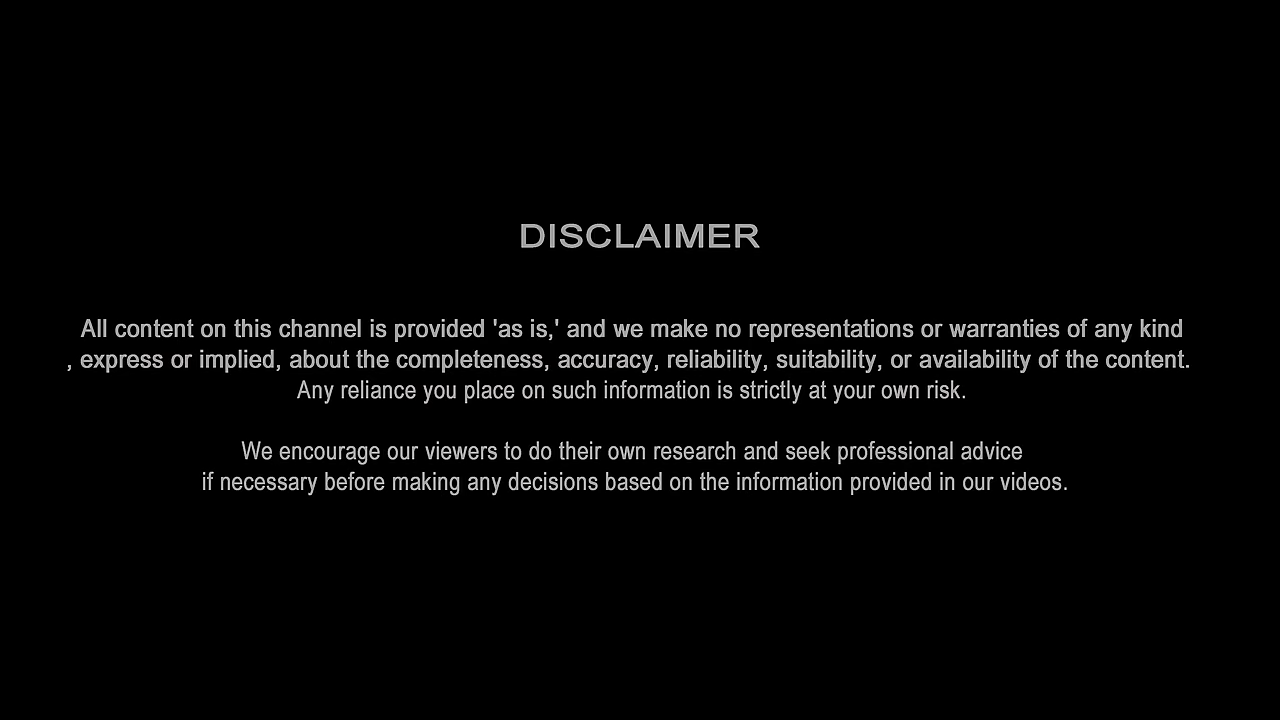 DISCLAIMER
All content on this channel is provided 'as is,' and we make no representations or warranties of any kind
, express or implied, about the completeness, accuracy, reliability, suitability, or availability of the content.
Any reliance you place on such information is strictly at your own risk.
We encourage our viewers to do their own research and seek professional advice
if necessary before making any decisions based on the information provided in our videos.